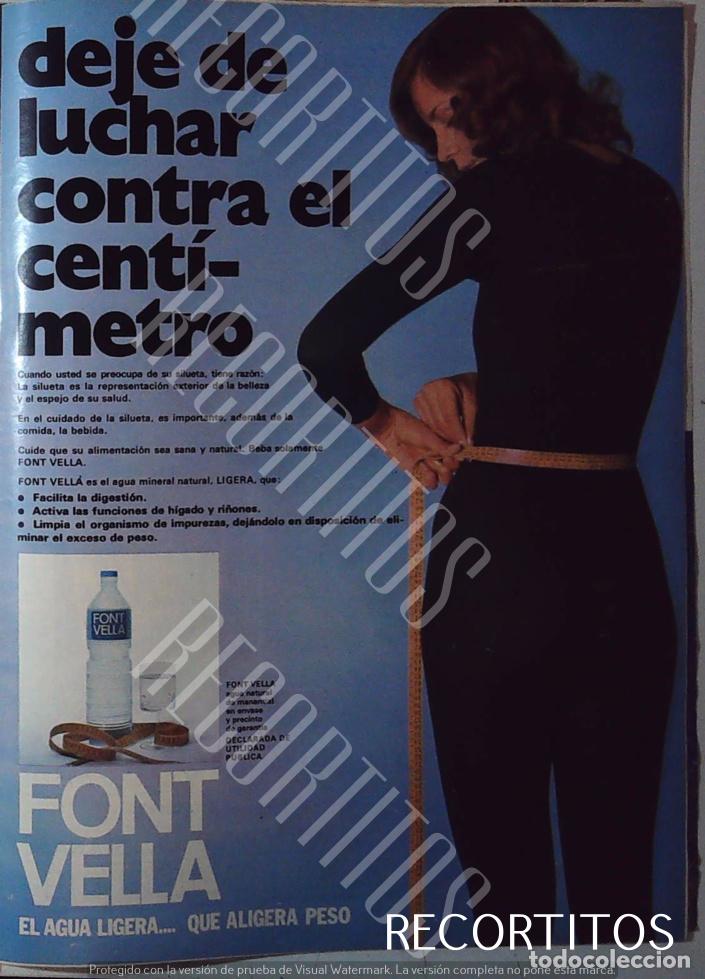 deje de
luchar
contra el
centí-
metro
Cuando usted se preocupa de su silueta, tiene razón:
La silueta es la representación exterior de la belleza
y el espejo de su salud.
En el cuidado de la silueta, es importante, además de la
comida, la bebida.
Cuide que su alimentación sea sana y natural. Beba solamente
FONT VELLA.
FONT VELLA es el agua mineral natural, LIGERA, que:
● Facilita la digestión.
● Activa las funciones de hígado y riñones.
● Limpia el organismo de impurezas, dejándolo en disposición de eli-
minar el exceso de peso.
FONT
VELLA
FONT VELLA
agua natural
de manantial
en envase
y precinto
de garantía
DECLARADA DE
UTILIDAD
PÚBLICA
FONT
VELLA
EL AGUA LIGERA.... QUE ALIGERA PESO
RECORTITOS
RECORTITOS
RECORTITOS
RECORTITOS
todocoleccion
Protegido con la versión de prueba de Visual Watermark. La versión completa no pone esta marca.